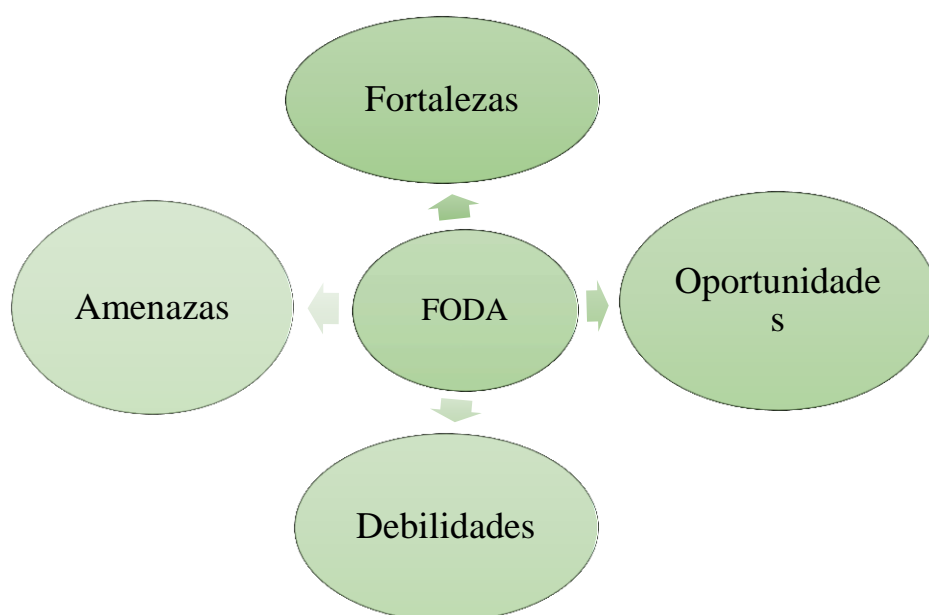 Fortalezas
Amenazas
FODA
Oportunidade
s
Debilidades